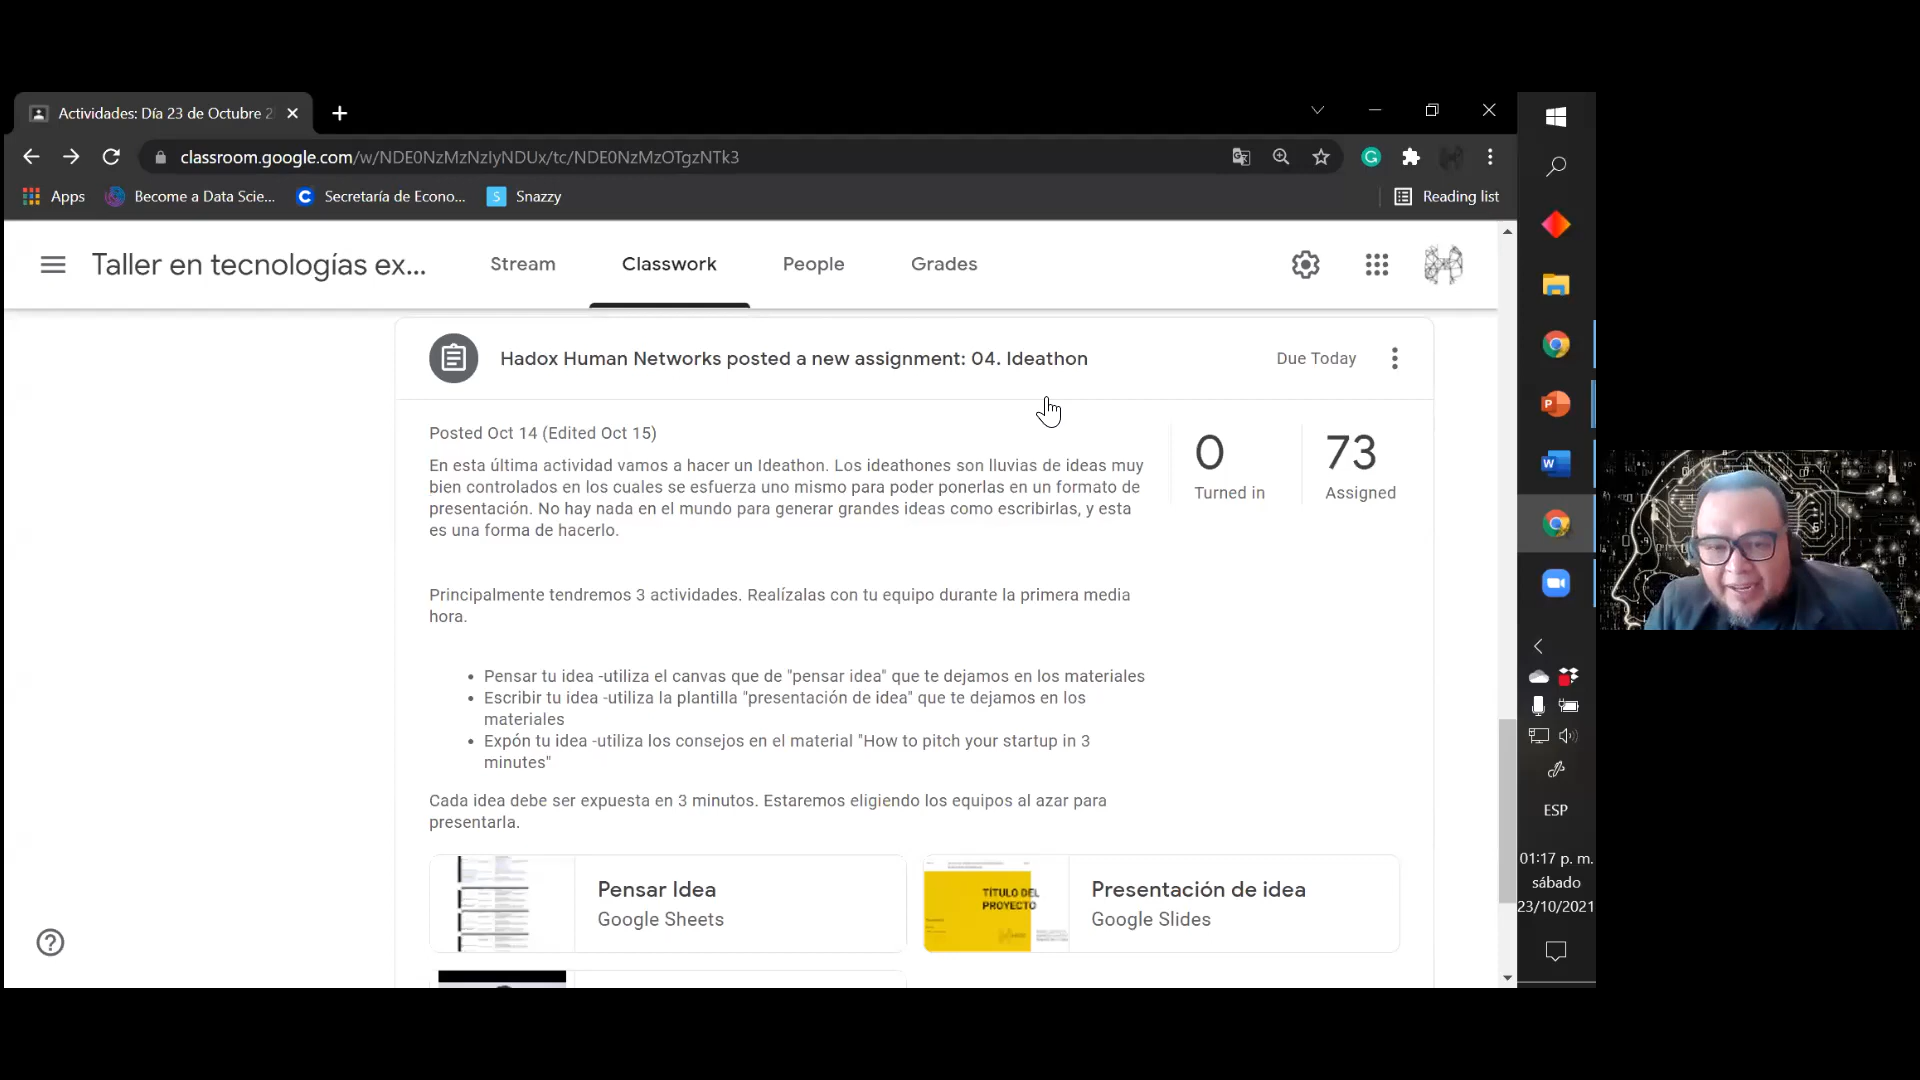 Actividades: Día 23 de Octubre 2
classroom.google.com/w/NDE0NzMzNzIyNDUx/tc/NDE0NzMzOTgzNTk3
Apps
Become a Data Scie...
Secretaría de Econo...
Snazzy
Reading list
Taller en tecnologías ex...
Stream
Classwork
People
Grades
Hadox Human Networks posted a new assignment: 04. Ideathon
Due Today
Posted Oct 14 (Edited Oct 15)
En esta última actividad vamos a hacer un Ideathon. Los ideathones son lluvias de ideas muy
bien controlados en los cuales se esfuerza uno mismo para poder ponerlas en un formato de
presentación. No hay nada en el mundo para generar grandes ideas como escribirlas, y esta
es una forma de hacerlo.
0
Turned in
73
Assigned
Principalmente tendremos 3 actividades. Realízalas con tu equipo durante la primera media
hora.
• Pensar tu idea -utiliza el canvas que de "pensar idea" que te dejamos en los materiales
• Escribir tu idea -utiliza la plantilla "presentación de idea" que te dejamos en los
materiales
• Expón tu idea -utiliza los consejos en el material "How to pitch your startup in 3
minutes"
Cada idea debe ser expuesta en 3 minutos. Estaremos eligiendo los equipos al azar para
presentarla.
Pensar Idea
Google Sheets
TÍTULO DEL
PROYECTO
Presentación de idea
Google Slides
ESP
01:17 p. m.
sábado
23/10/2021